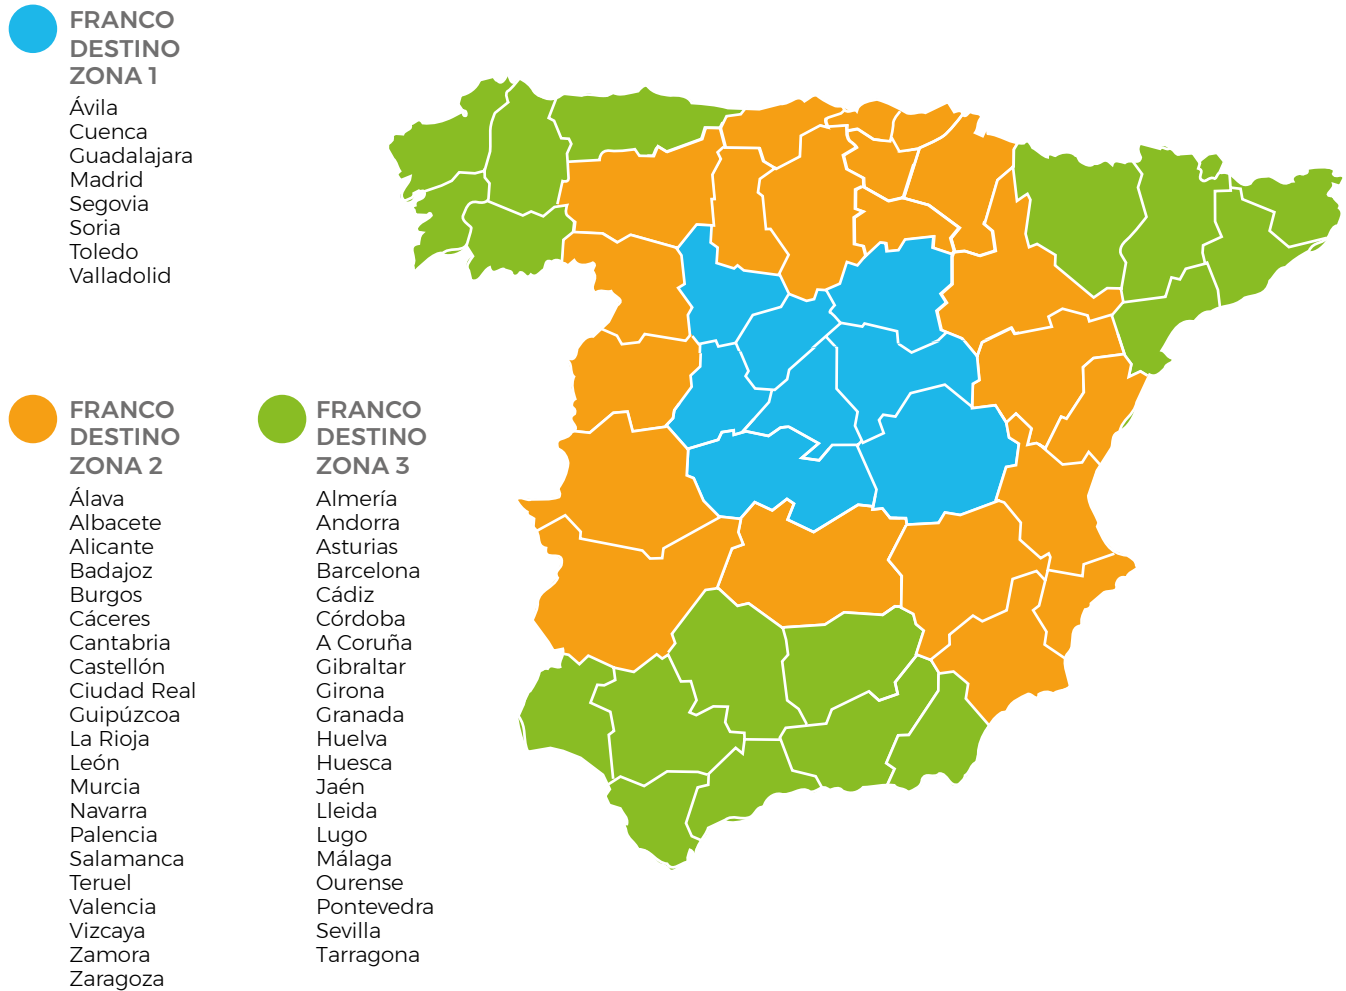 FRANCO
DESTINO
ZONA 1
Ávila
Cuenca
Guadalajara
Madrid
Segovia
Soria
Toledo
Valladolid
FRANCO
DESTINO
ZONA 2
Álava
Albacete
Alicante
Badajoz
Burgos
Cáceres
Cantabria
Castellón
Ciudad Real
Guipúzcoa
La Rioja
León
Murcia
Navarra
Palencia
Salamanca
Teruel
Valencia
Vizcaya
Zamora
Zaragoza
FRANCO
DESTINO
ZONA 3
Almería
Andorra
Asturias
Barcelona
Cádiz
Córdoba
A Coruña
Gibraltar
Girona
Granada
Huelva
Huesca
Jaén
Lleida
Lugo
Málaga
Ourense
Pontevedra
Sevilla
Tarragona